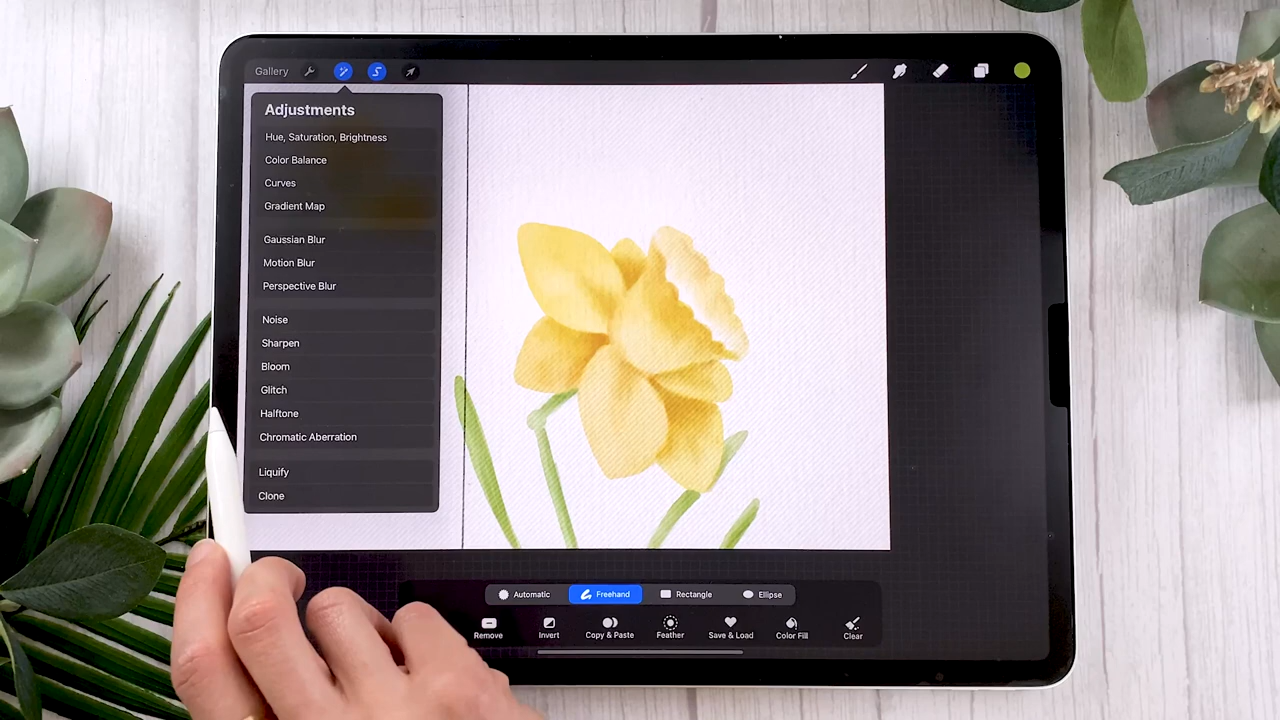 Gallery
Adjustments
Hue, Saturation, Brightness
Color Balance
Curves
Gradient Map
Gaussian Blur
Motion Blur
Perspective Blur
Noise
Sharpen
Bloom
Glitch
Halftone
Chromatic Aberration
Liquify
Clone
Automatic Freehand Rectangle Ellipse
Remove Invert Copy & Paste Feather Save & Load Color Fill Clear